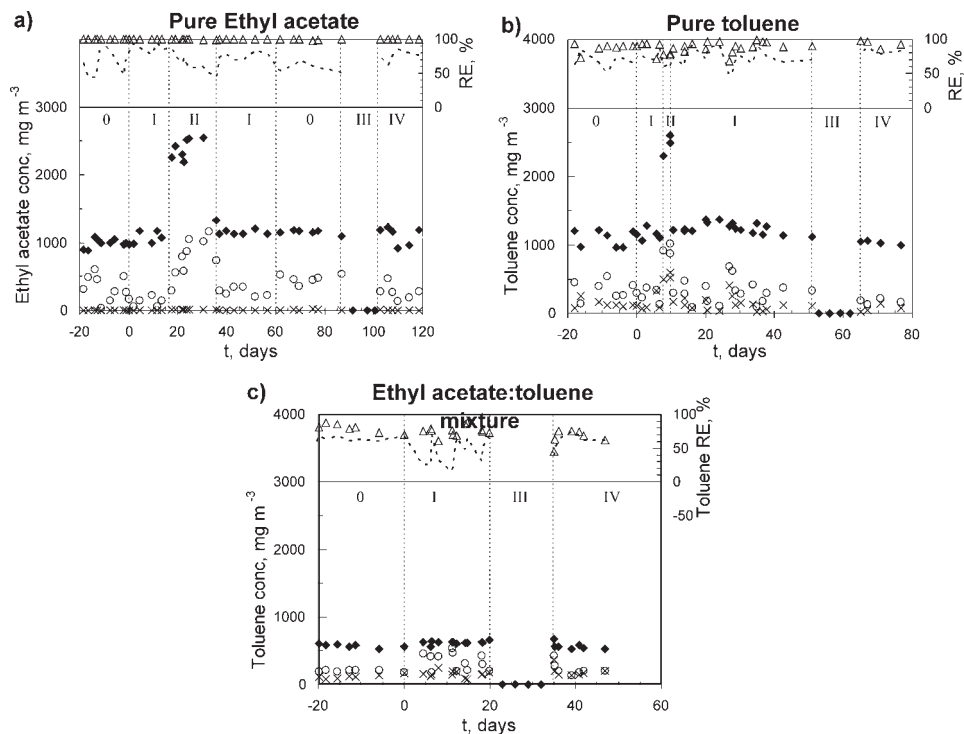 a)
Pure Ethyl acetate
100
50
0
RE, %
3000
2000
1000
0
Ethyl acetate conc, mg m⁻³
0 I II I 0 III IV
-20 0 20 40 60 80 100 120
t, days
b)
Pure toluene
4000
3000
2000
1000
0
Toluene conc, mg m⁻³
100
50
0
RE, %
0 I II I III IV
-20 0 20 40 60 80
t, days
c)
Ethyl acetate:toluene
mixture
4000
3000
2000
1000
0
Toluene conc, mg m⁻³
100
50
0
-50
Toluene RE, %
0 I III IV
-20 0 20 40 60
t, days